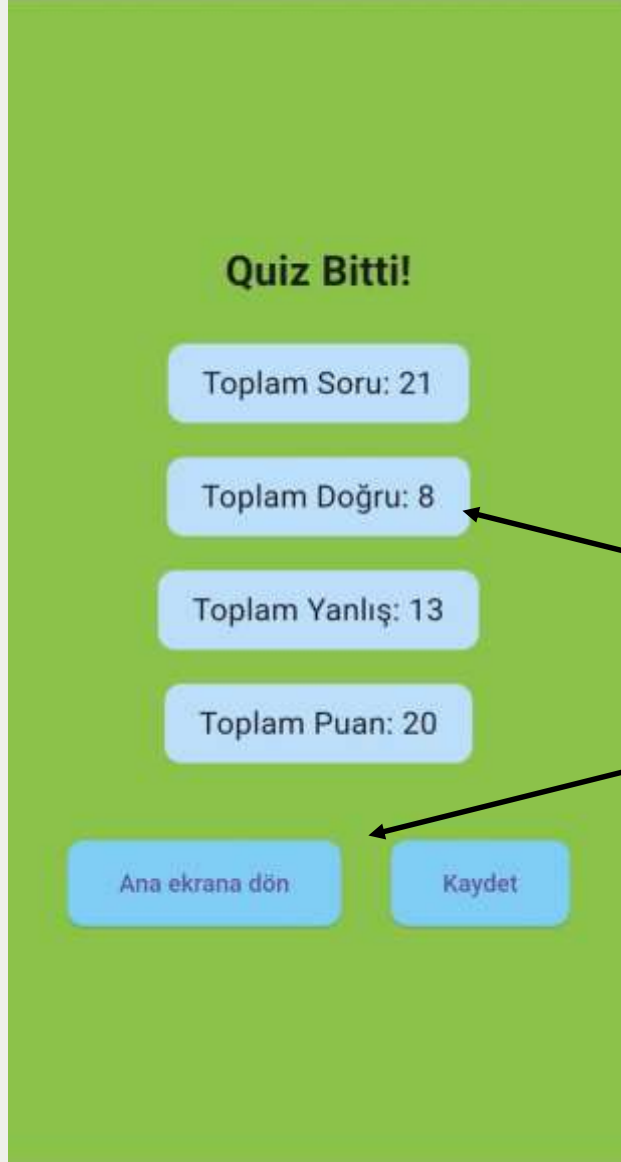 Quiz Bitti!
Toplam Soru: 21
Toplam Doğru: 8
Toplam Yanlış: 13
Toplam Puan: 20
Ana ekrana dön Kaydet